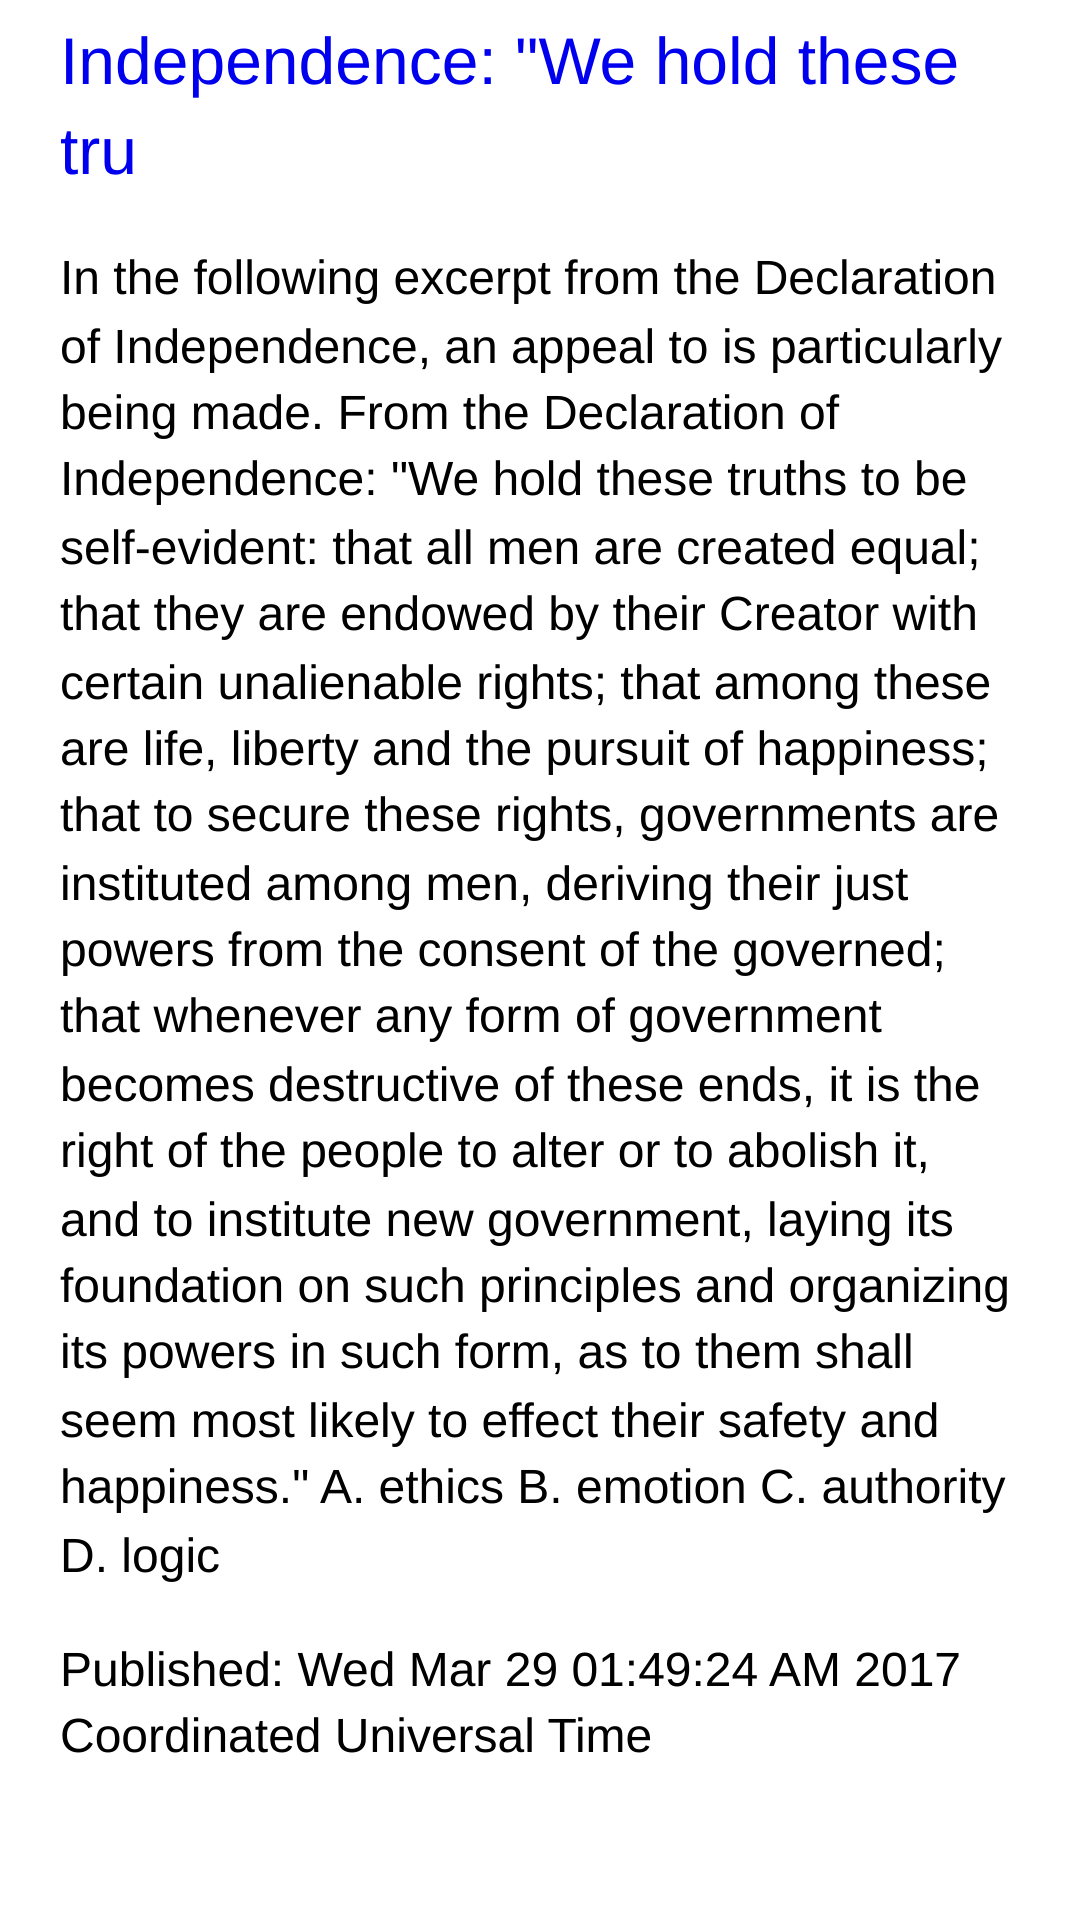 Independence: "We hold these
tru
In the following excerpt from the Declaration
of Independence, an appeal to is particularly
being made. From the Declaration of
Independence: "We hold these truths to be
self-evident: that all men are created equal;
that they are endowed by their Creator with
certain unalienable rights; that among these
are life, liberty and the pursuit of happiness;
that to secure these rights, governments are
instituted among men, deriving their just
powers from the consent of the governed;
that whenever any form of government
becomes destructive of these ends, it is the
right of the people to alter or to abolish it,
and to institute new government, laying its
foundation on such principles and organizing
its powers in such form, as to them shall
seem most likely to effect their safety and
happiness." A. ethics B. emotion C. authority
D. logic
Published: Wed Mar 29 01:49:24 AM 2017
Coordinated Universal Time